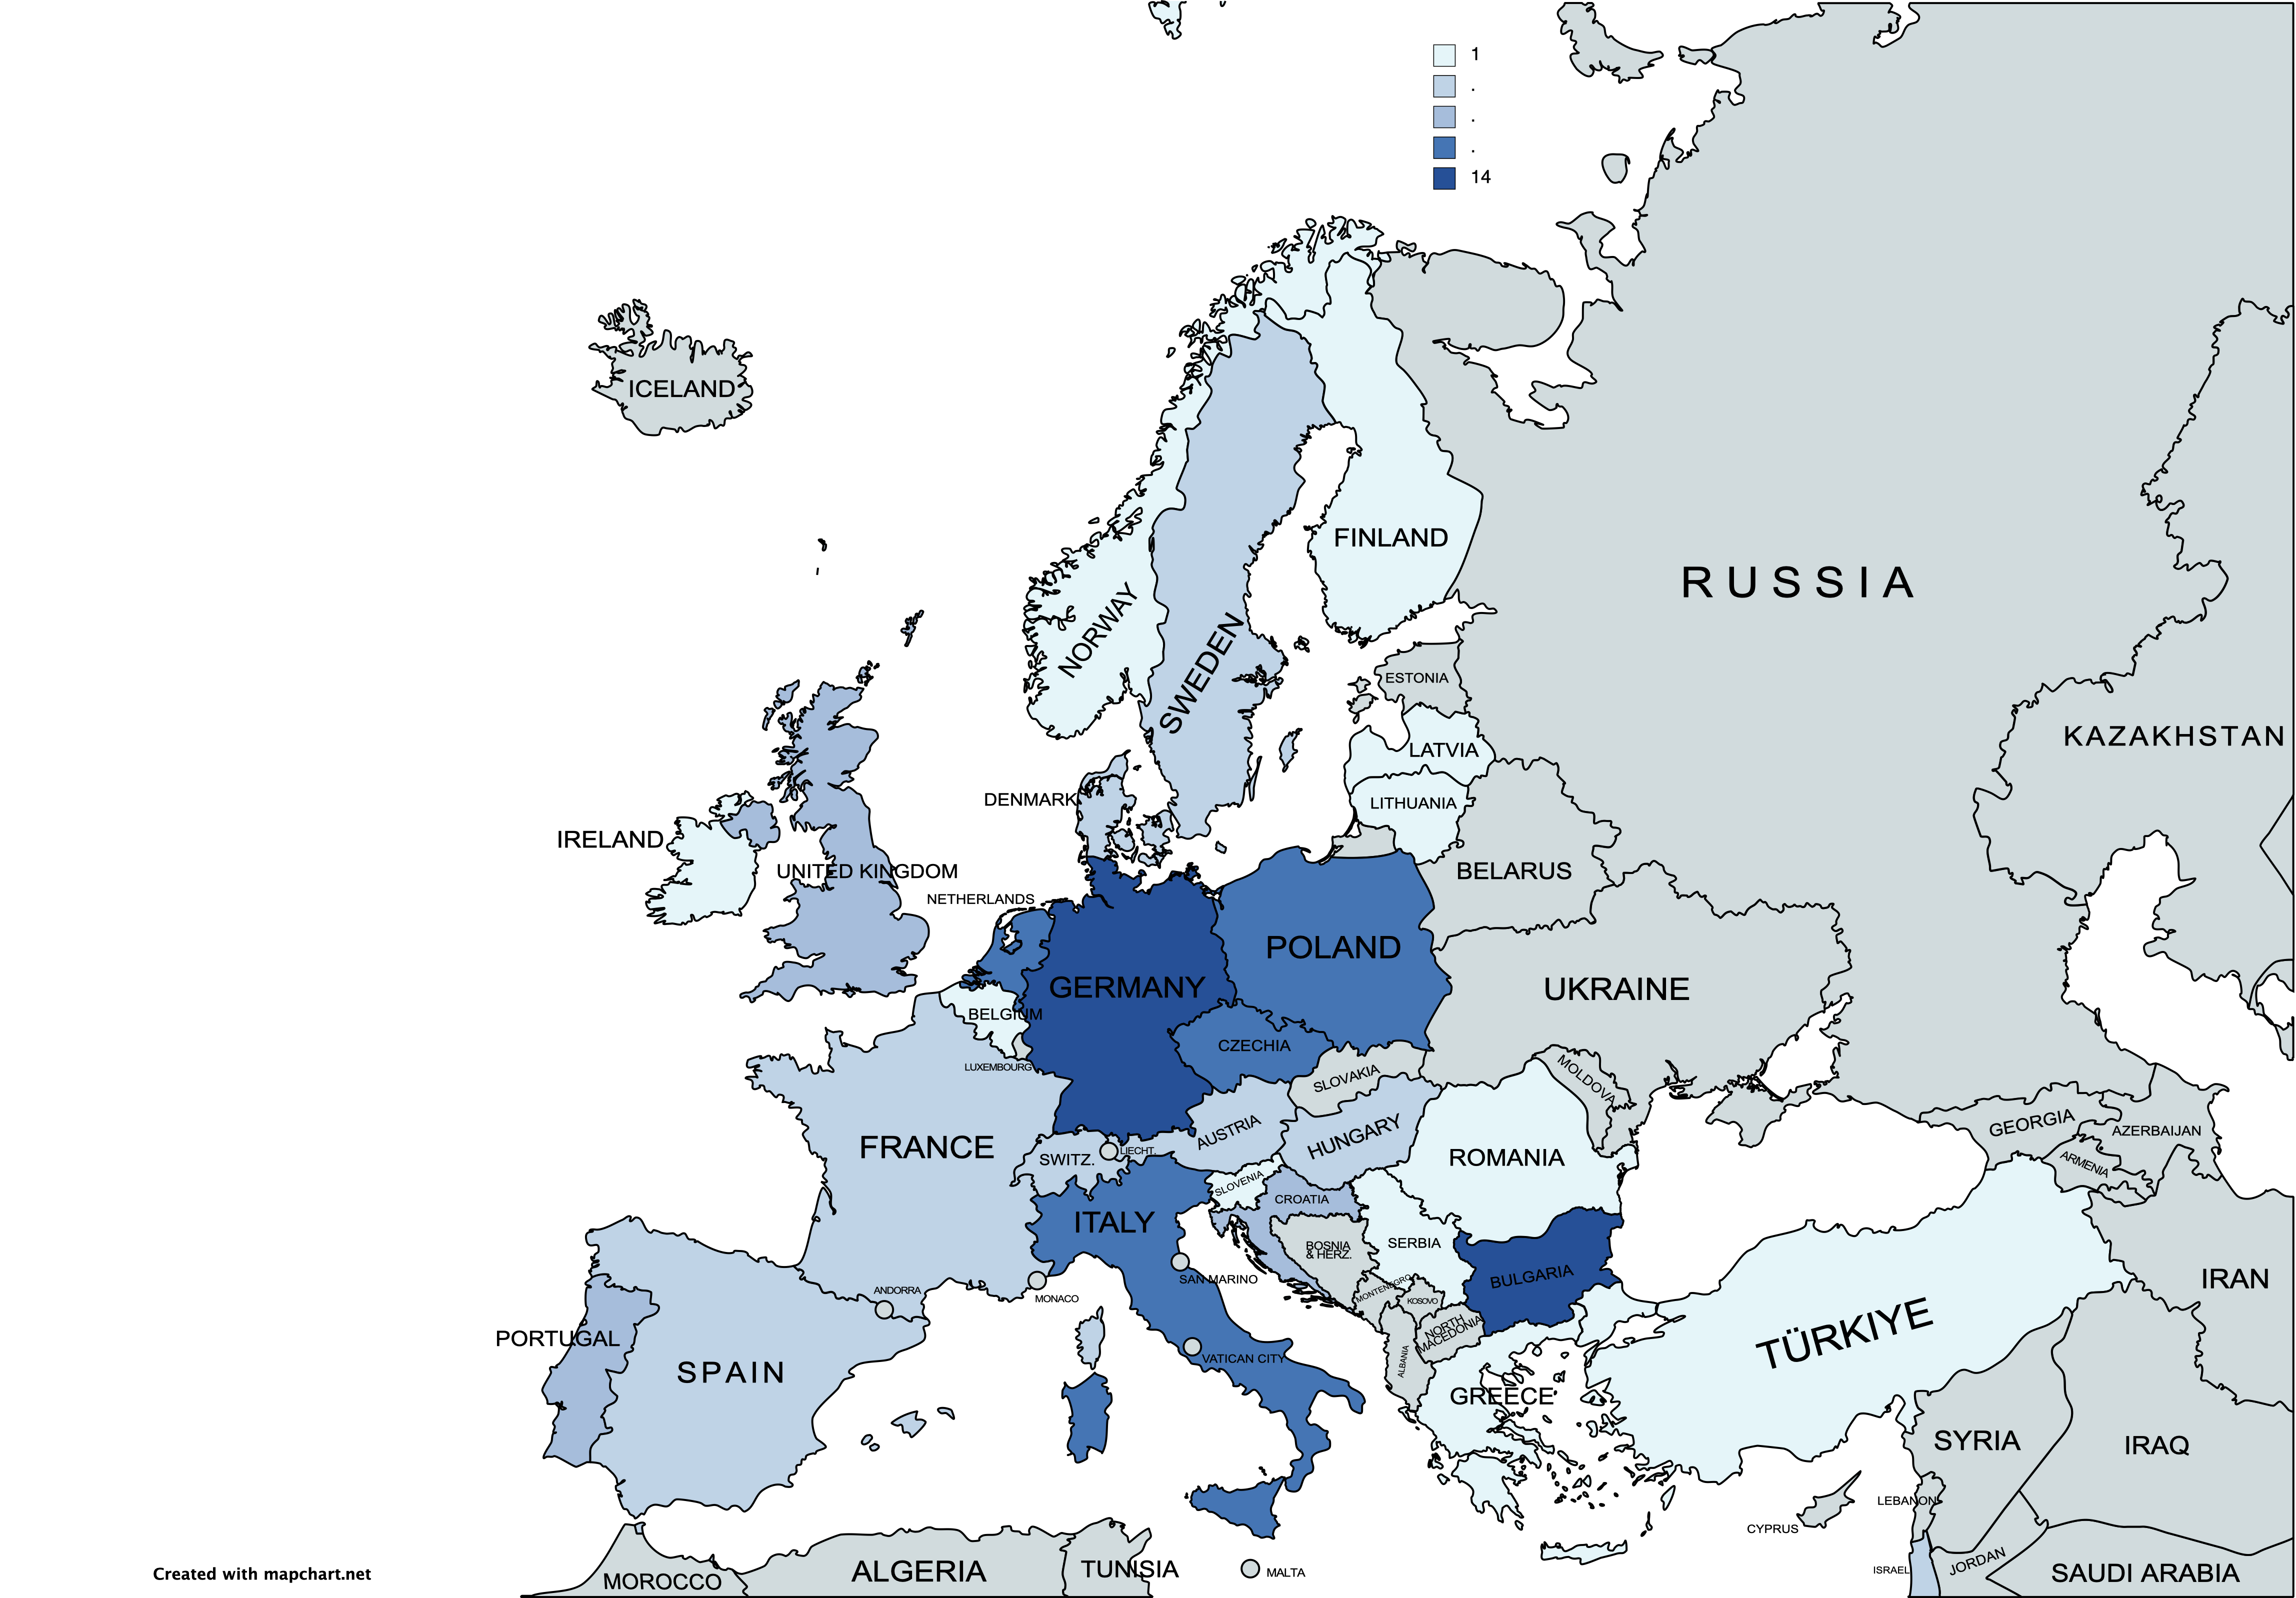 1
.
.
.
14
ICELAND
FINLAND
RUSSIA
NORWAY
SWEDEN
ESTONIA
KAZAKHSTAN
LATVIA
DENMARK
LITHUANIA
IRELAND
UNITED KINGDOM
BELARUS
NETHERLANDS
POLAND
GERMANY
UKRAINE
BELGIUM
CZECHIA
LUXEMBOURG
SLOVAKIA
MOLDOVA
FRANCE
SWITZ.
LIECHT.
AUSTRIA
HUNGARY
ROMANIA
GEORGIA
AZERBAIJAN
ARMENIA
SLOVENIA
CROATIA
ITALY
BOSNIA
& HERZ.
SERBIA
BULGARIA
SAN MARINO
MONTENEGRO
KOSOVO
ANDORRA
MONACO
IRAN
PORTUGAL
SPAIN
VATICAN CITY
NORTH
MACEDONIA
ALBANIA
TÜRKIYE
GREECE
SYRIA
IRAQ
LEBANON
CYPRUS
MOROCCO
ALGERIA
TUNISIA
MALTA
ISRAEL
JORDAN
SAUDI ARABIA
Created with mapchart.net